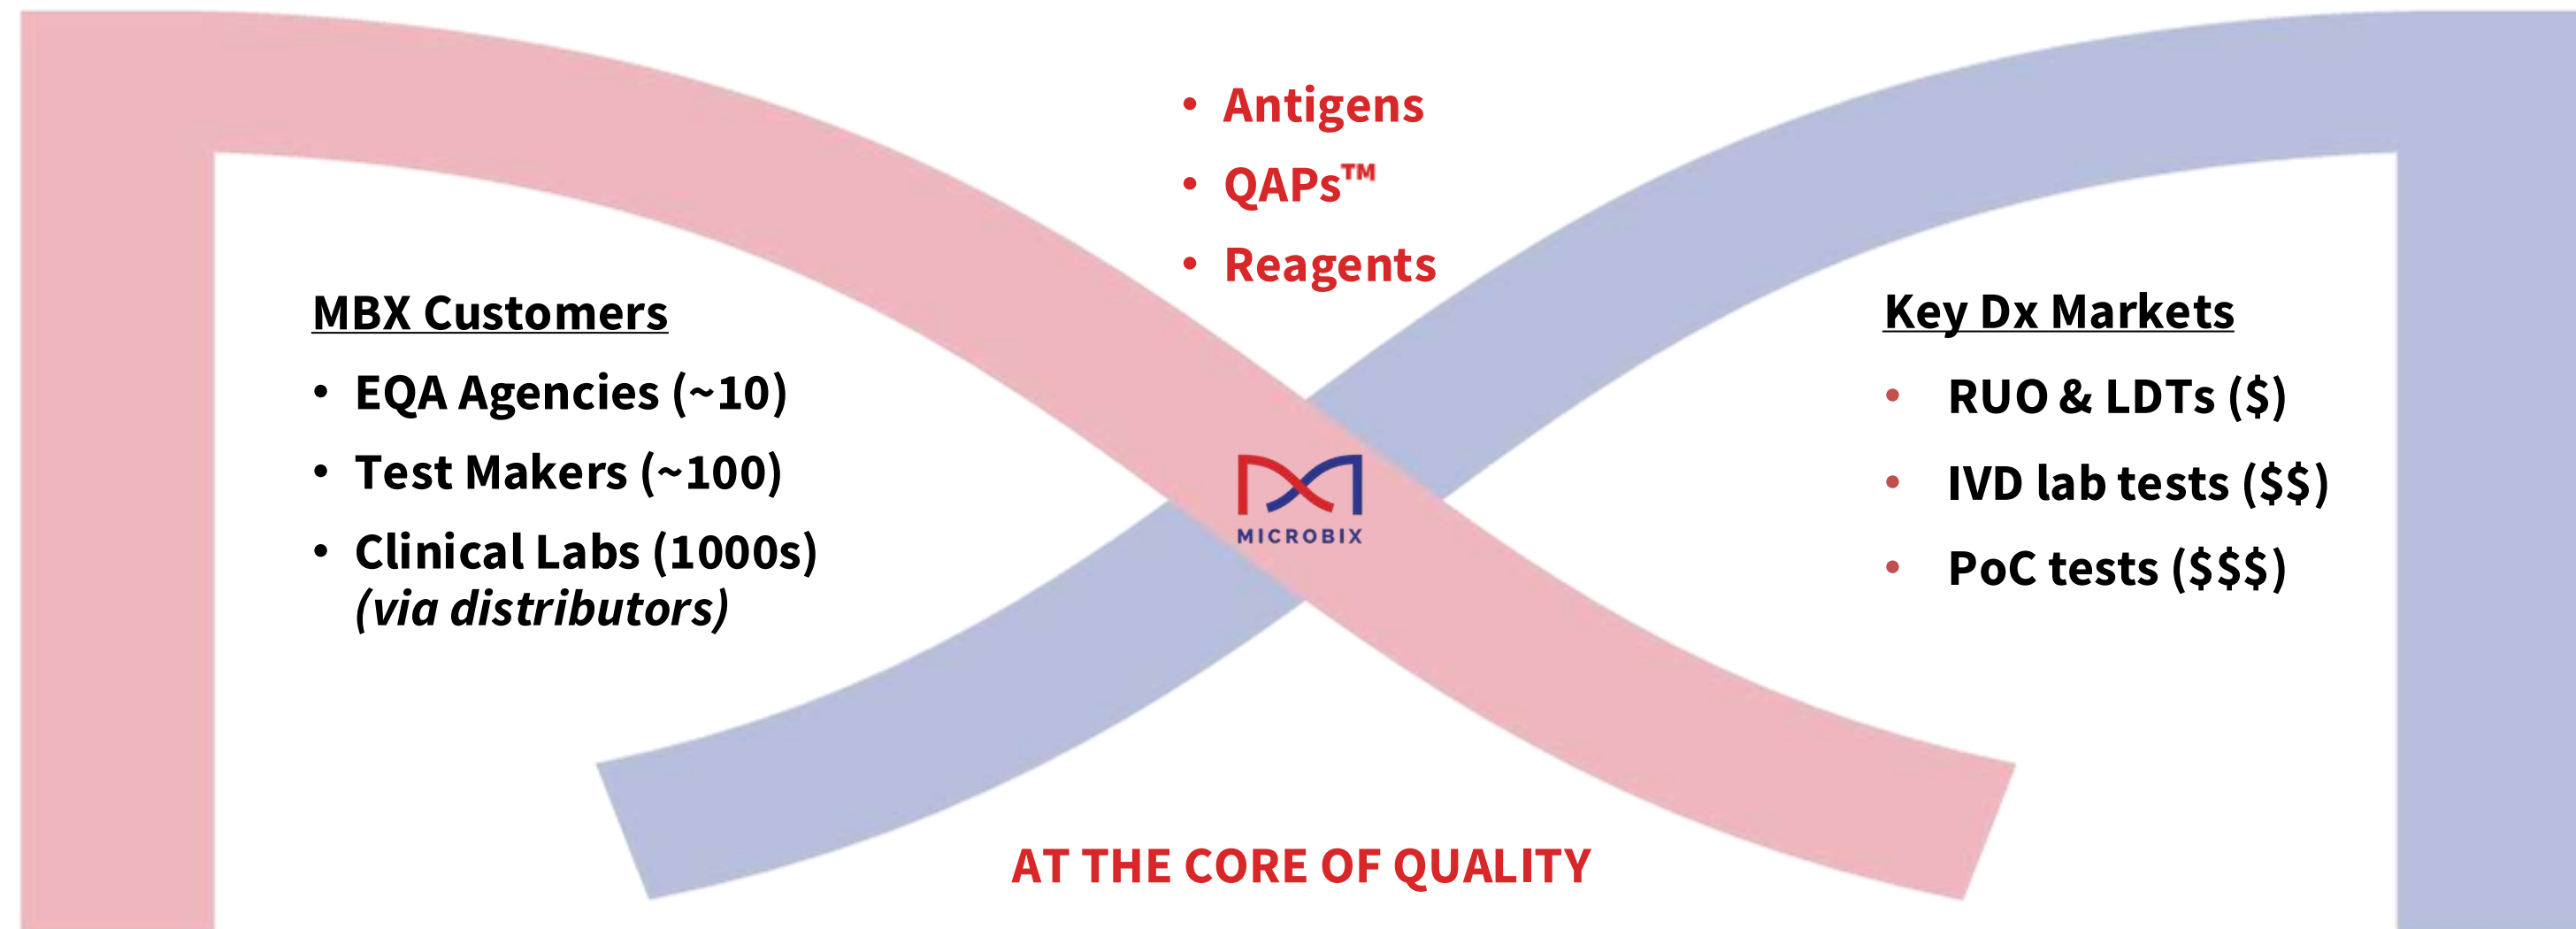 • Antigens
• QAPs™
• Reagents
MBX Customers
• EQA Agencies (~10)
• Test Makers (~100)
• Clinical Labs (1000s)
(via distributors)
MICROBIX
Key Dx Markets
• RUO & LDTs ($)
• IVD lab tests ($$)
• PoC tests ($$$)
AT THE CORE OF QUALITY